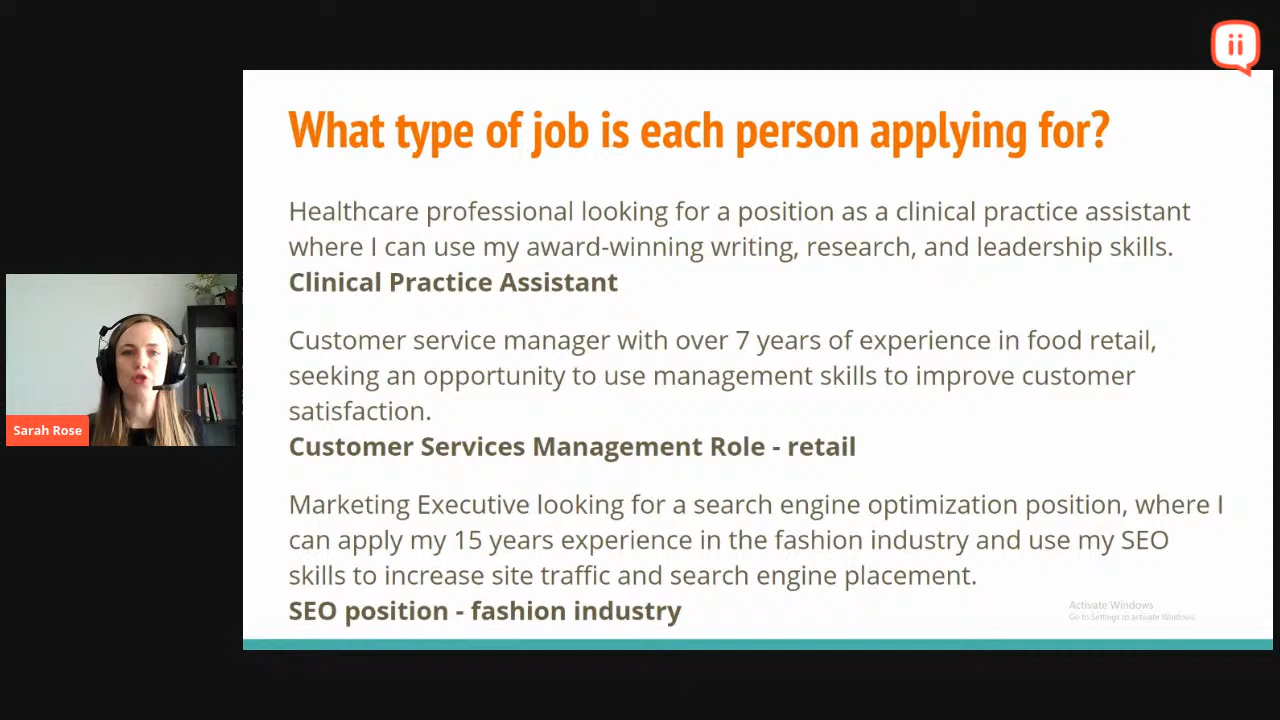 What type of job is each person applying for?
Healthcare professional looking for a position as a clinical practice assistant
where I can use my award-winning writing, research, and leadership skills.
Clinical Practice Assistant
Customer service manager with over 7 years of experience in food retail,
seeking an opportunity to use management skills to improve customer
satisfaction.
Customer Services Management Role - retail
Marketing Executive looking for a search engine optimization position, where I
can apply my 15 years experience in the fashion industry and use my SEO
skills to increase site traffic and search engine placement.
SEO position - fashion industry
Sarah Rose
Activate Windows
Go to Settings to activate Windows.